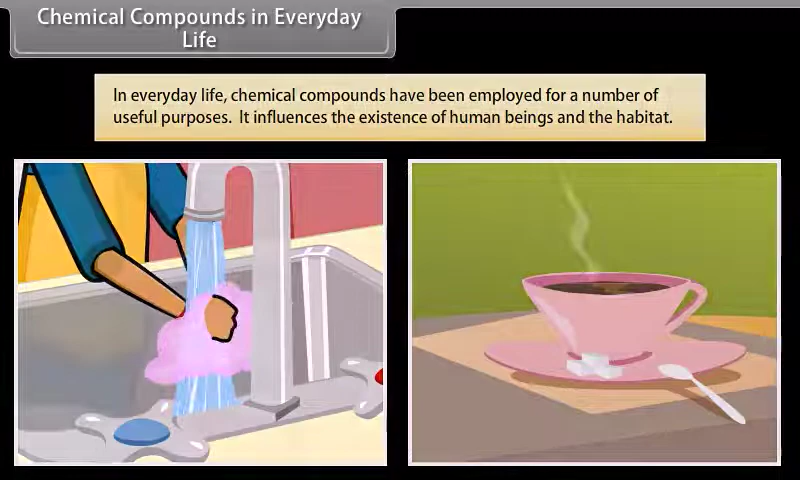 Chemical Compounds in Everyday
Life
In everyday life, chemical compounds have been employed for a number of
useful purposes.  It influences the existence of human beings and the habitat.